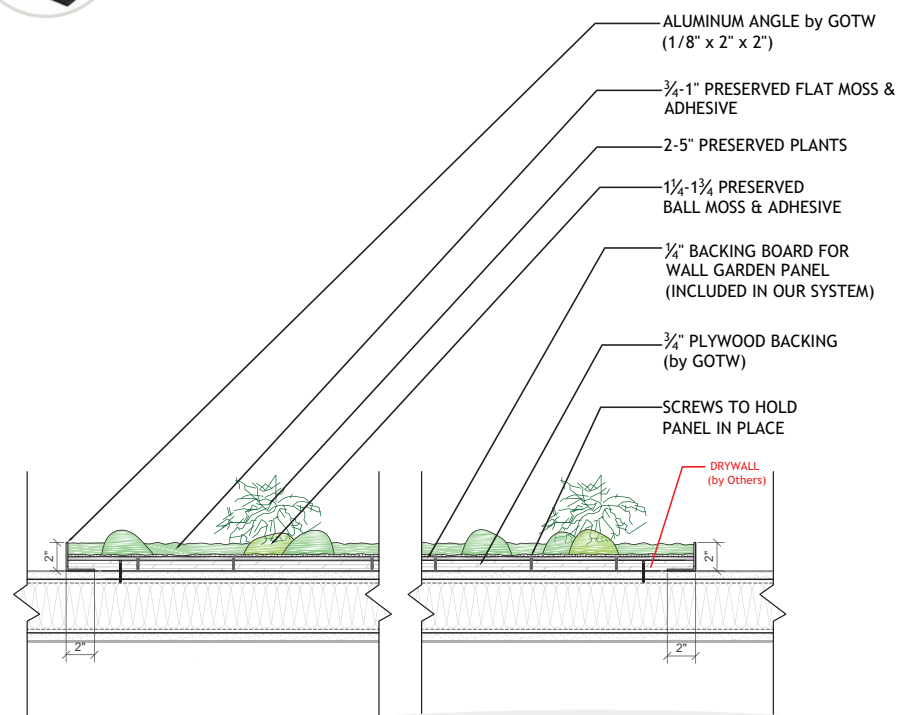 ALUMINUM ANGLE by GOTW
(1/8" x 2" x 2")
¾-1" PRESERVED FLAT MOSS &
ADHESIVE
2-5" PRESERVED PLANTS
1¼-1¾ PRESERVED
BALL MOSS & ADHESIVE
¼" BACKING BOARD FOR
WALL GARDEN PANEL
(INCLUDED IN OUR SYSTEM)
¾" PLYWOOD BACKING
(by GOTW)
SCREWS TO HOLD
PANEL IN PLACE
DRYWALL
(by Others)
2"
2"
2"
2"